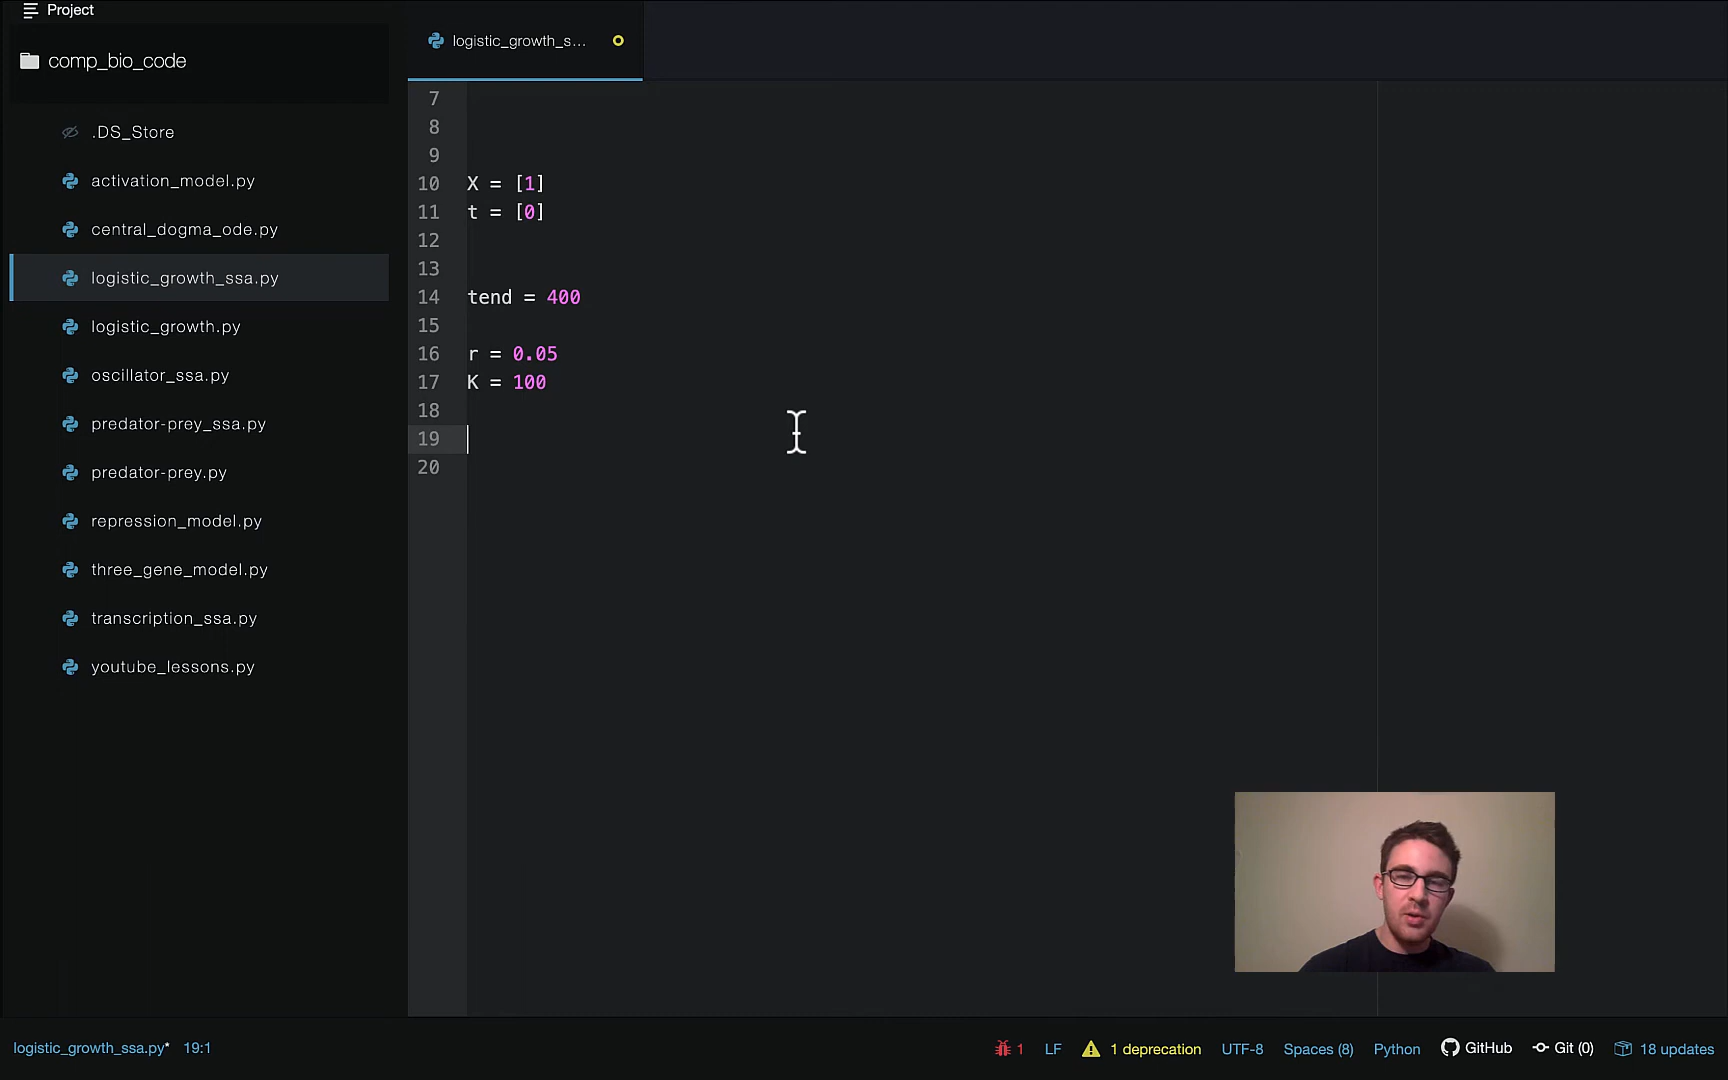 Project
comp_bio_code
.DS_Store
activation_model.py
central_dogma_ode.py
logistic_growth_ssa.py
logistic_growth.py
oscillator_ssa.py
predator-prey_ssa.py
predator-prey.py
repression_model.py
three_gene_model.py
transcription_ssa.py
youtube_lessons.py
logistic_growth_s...
7
8
9
10 X = [1]
11 t = [0]
12
13
14 tend = 400
15
16 r = 0.05
17 K = 100
18
19
20
logistic_growth_ssa.py* 19:1 1 LF 1 deprecation UTF-8 Spaces (8) Python GitHub Git (0) 18 updates